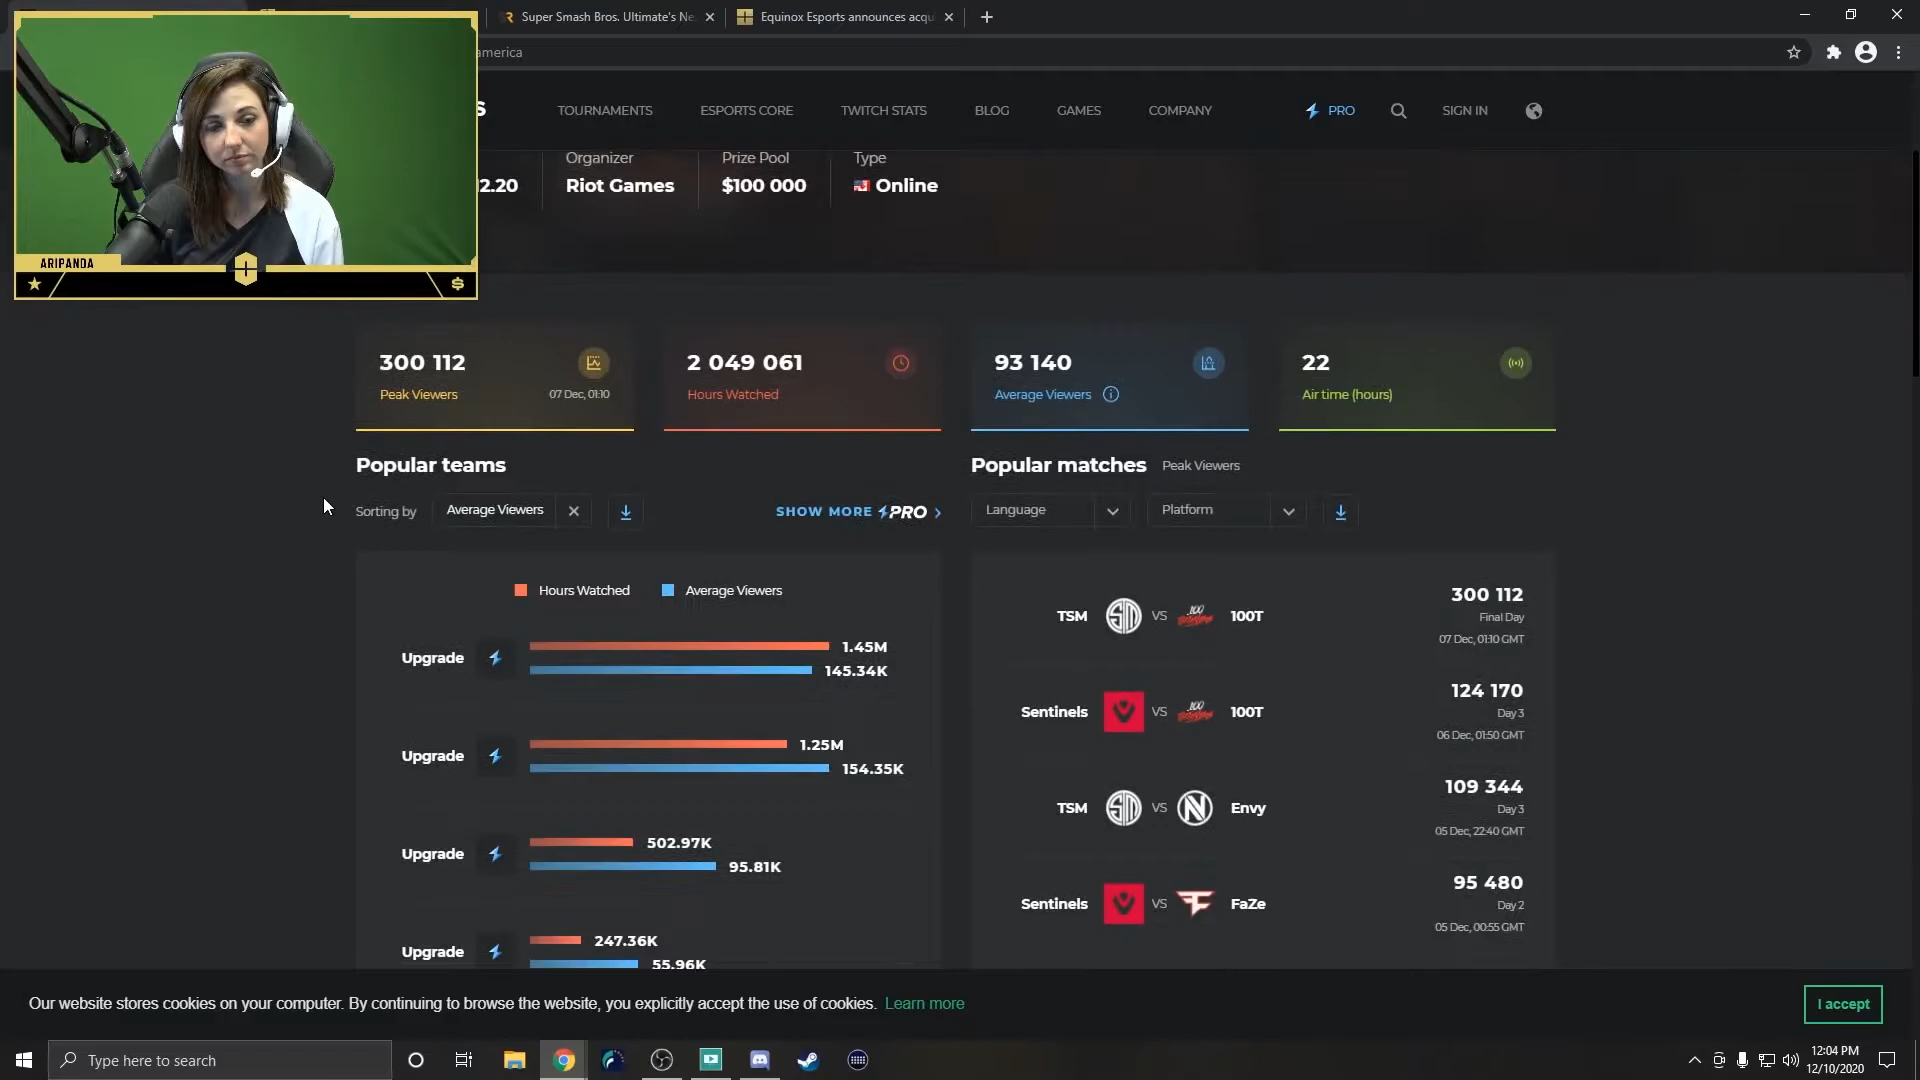 Super Smash Bros. Ultimate's Ne
Equinox Esports announces acqu
america
S
TOURNAMENTS
ESPORTS CORE
TWITCH STATS
BLOG
GAMES
COMPANY
PRO
SIGN IN
ARIPANDA
2.20
Organizer
Riot Games
Prize Pool
$100 000
Type
Online
300 112
Peak Viewers
07 Dec, 01:10
2 049 061
Hours Watched
93 140
Average Viewers
22
Air time (hours)
Popular teams
Sorting by
Average Viewers
SHOW MORE PRO
Hours Watched
Average Viewers
Upgrade
1.45M
145.34K
Upgrade
1.25M
154.35K
Upgrade
502.97K
95.81K
Upgrade
247.36K
55.96K
Popular matches
Peak Viewers
Language
Platform
TSM VS 100T
300 112
Final Day
07 Dec, 01:10 GMT
Sentinels VS 100T
124 170
Day 3
06 Dec, 01:50 GMT
TSM VS Envy
109 344
Day 3
05 Dec, 22:40 GMT
Sentinels VS FaZe
95 480
Day 2
05 Dec, 00:55 GMT
Our website stores cookies on your computer. By continuing to browse the website, you explicitly accept the use of cookies. Learn more
I accept
Type here to search
12:04 PM
12/10/2020